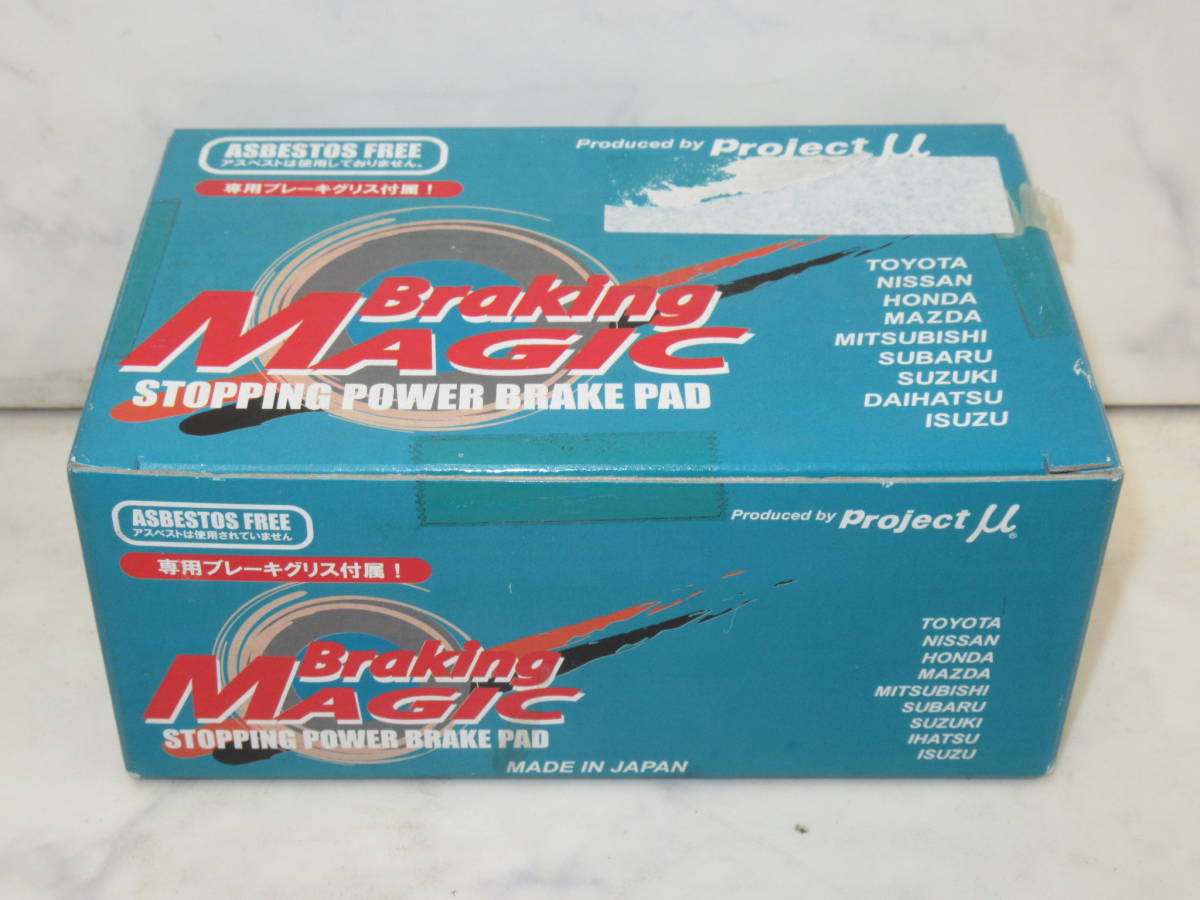 ASBESTOS FREE
アスベストは使用しておりません。
専用ブレーキグリス付属！
Produced by Project μ
Braking
MAGIC
STOPPING POWER BRAKE PAD
TOYOTA
NISSAN
HONDA
MAZDA
MITSUBISHI
SUBARU
SUZUKI
DAIHATSU
ISUZU
ASBESTOS FREE
アスベストは使用されていません
専用ブレーキグリス付属！
Produced by Project μ®
Braking
MAGIC
STOPPING POWER BRAKE PAD
MADE IN JAPAN
TOYOTA
NISSAN
HONDA
MAZDA
MITSUBISHI
SUBARU
SUZUKI
IHATSU
ISUZU